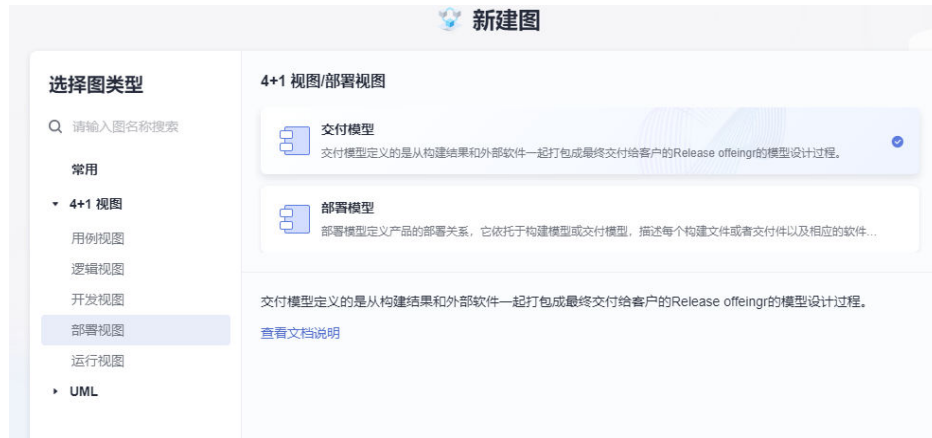 新建图
选择图类型
请输入图名称搜索
常用
4+1 视图
用例视图
逻辑视图
开发视图
部署视图
运行视图
UML
4+1 视图/部署视图
交付模型
交付模型定义的是从构建结果和外部软件一起打包成最终交付给客户的Release offeingr的模型设计过程。
部署模型
部署模型定义产品的部署关系，它依托于构建模型或交付模型，描述每个构建文件或者交付件以及相应的软件...
交付模型定义的是从构建结果和外部软件一起打包成最终交付给客户的Release offeingr的模型设计过程。
查看文档说明